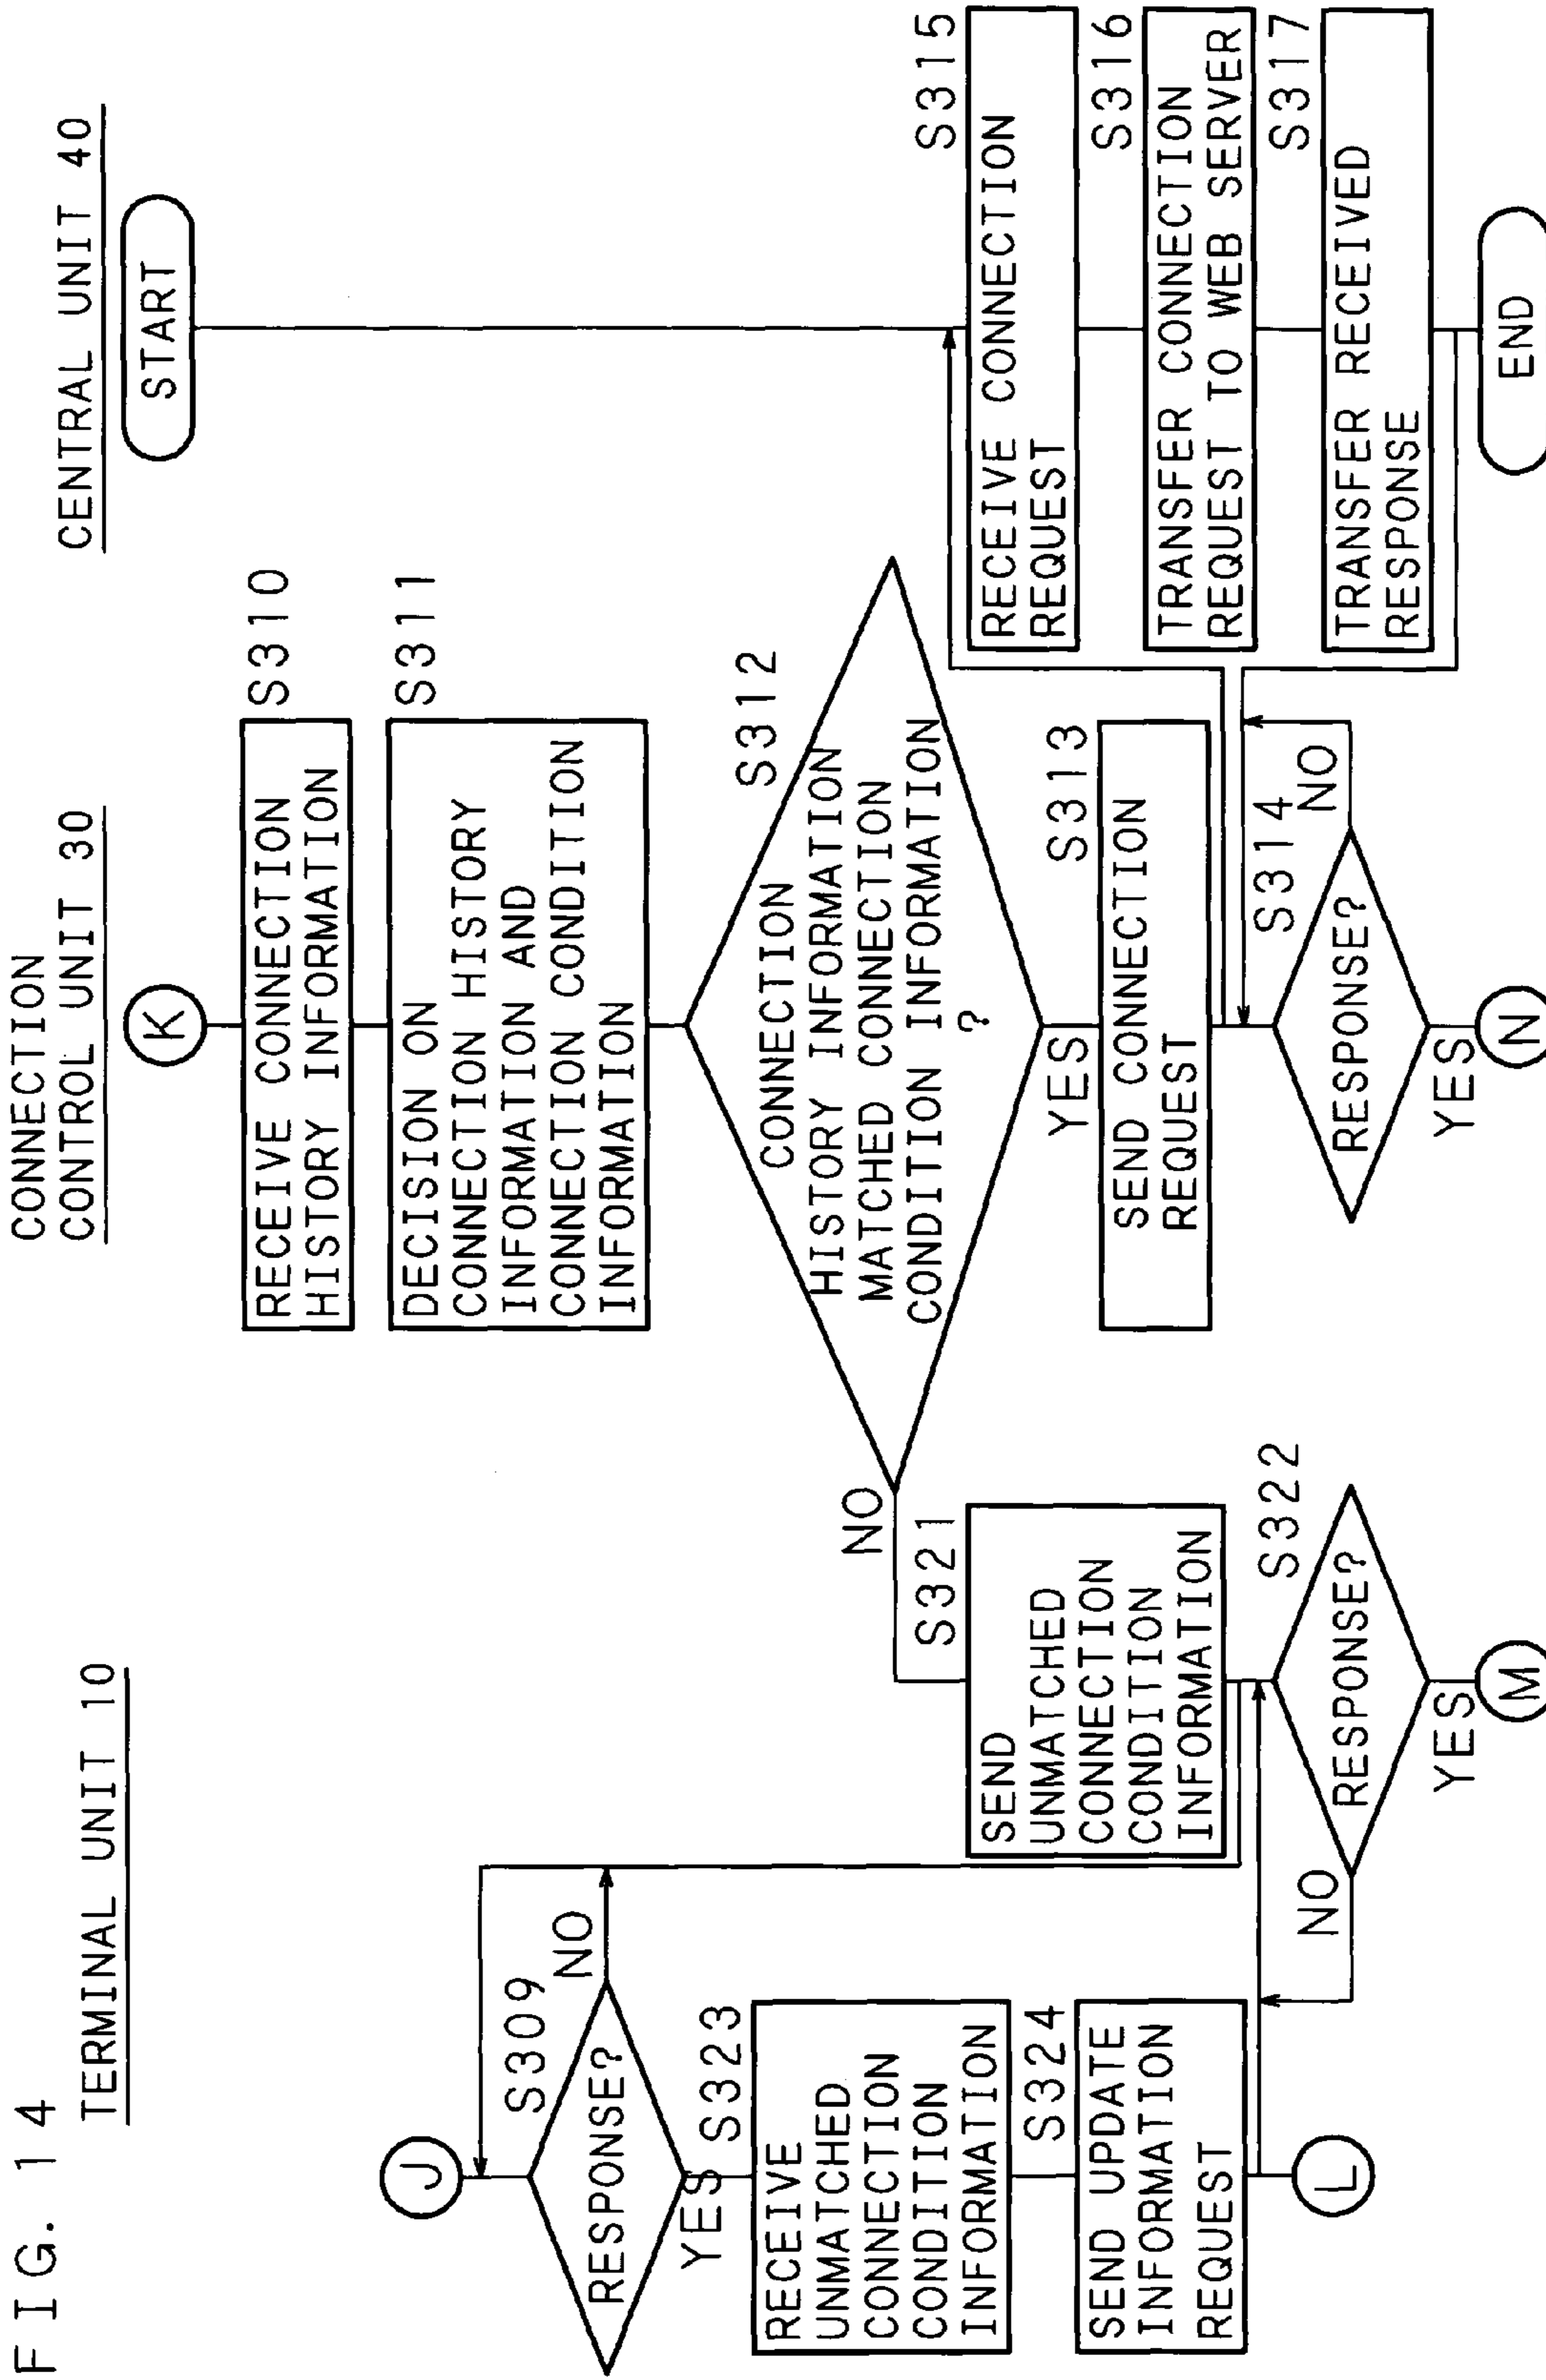 FIG. 14
TERMINAL UNIT 10
J
S309
RESPONSE?
NO
YES
S323
RECEIVE
UNMATCHED
CONNECTION
CONDITION
INFORMATION
S324
SEND UPDATE
INFORMATION
REQUEST
L
CONNECTION
CONTROL UNIT 30
K
S310
RECEIVE CONNECTION
HISTORY INFORMATION
S311
DECISION ON
CONNECTION HISTORY
INFORMATION AND
CONNECTION CONDITION
INFORMATION
S312
CONNECTION
HISTORY INFORMATION
MATCHED CONNECTION
CONDITION INFORMATION
?
NO
YES
S321
SEND
UNMATCHED
CONNECTION
CONDITION
INFORMATION
S322
RESPONSE?
NO
YES
M
S313
SEND CONNECTION
REQUEST
S314
RESPONSE?
NO
YES
N
CENTRAL UNIT 40
START
S315
RECEIVE CONNECTION
REQUEST
S316
TRANSFER CONNECTION
REQUEST TO WEB SERVER
S317
TRANSFER RECEIVED
RESPONSE
END